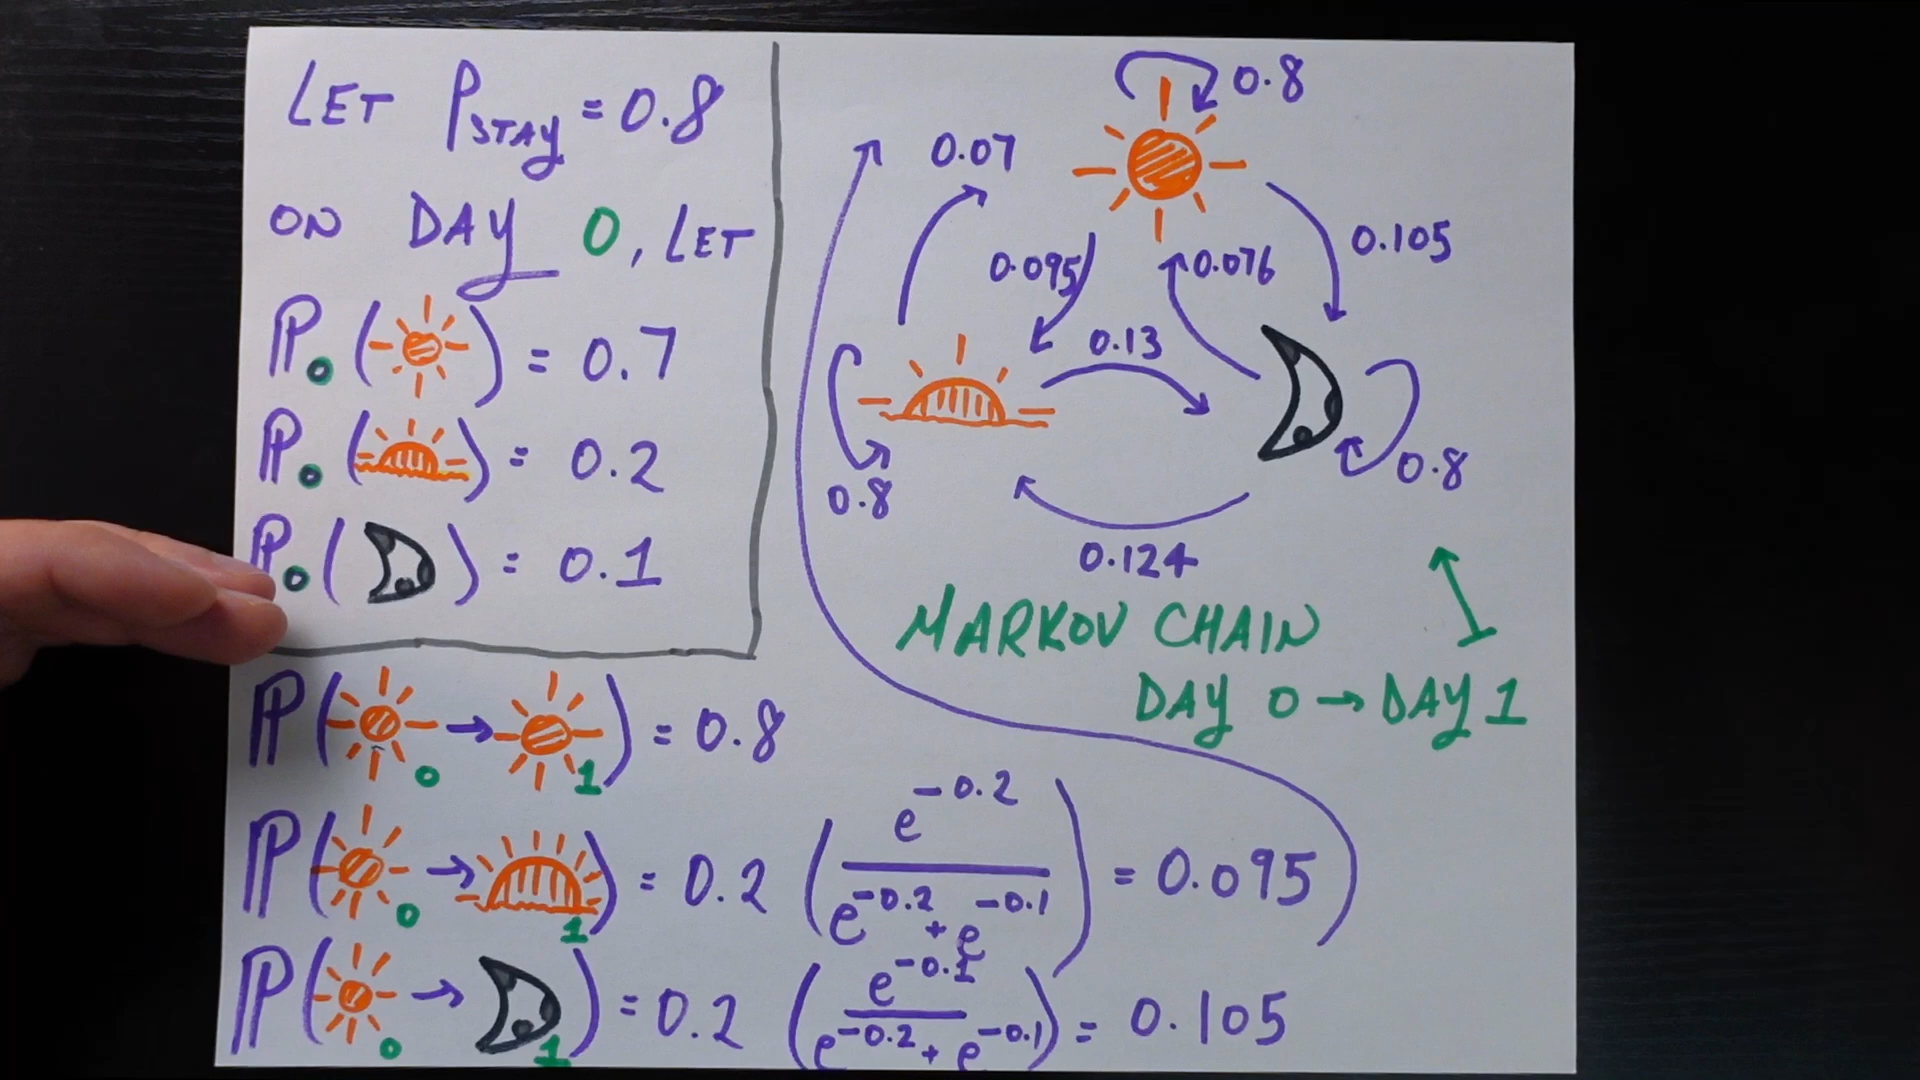 LET PSTAY = 0.8
ON DAY 0, LET
P0( ) = 0.7
P0( ) = 0.2
P0( ) = 0.1
P( 0 → 1 ) = 0.8
P( 0 → 1 ) = 0.2 ( e^-0.2 / e^-0.2 + e^-0.1 ) = 0.095
P( 0 → 1 ) = 0.2 ( e^-0.1 / e^-0.2 + e^-0.1 ) = 0.105
0.8
0.07
0.105
0.095
0.076
0.13
0.8
0.8
0.124
MARKOV CHAIN
DAY 0 → DAY 1